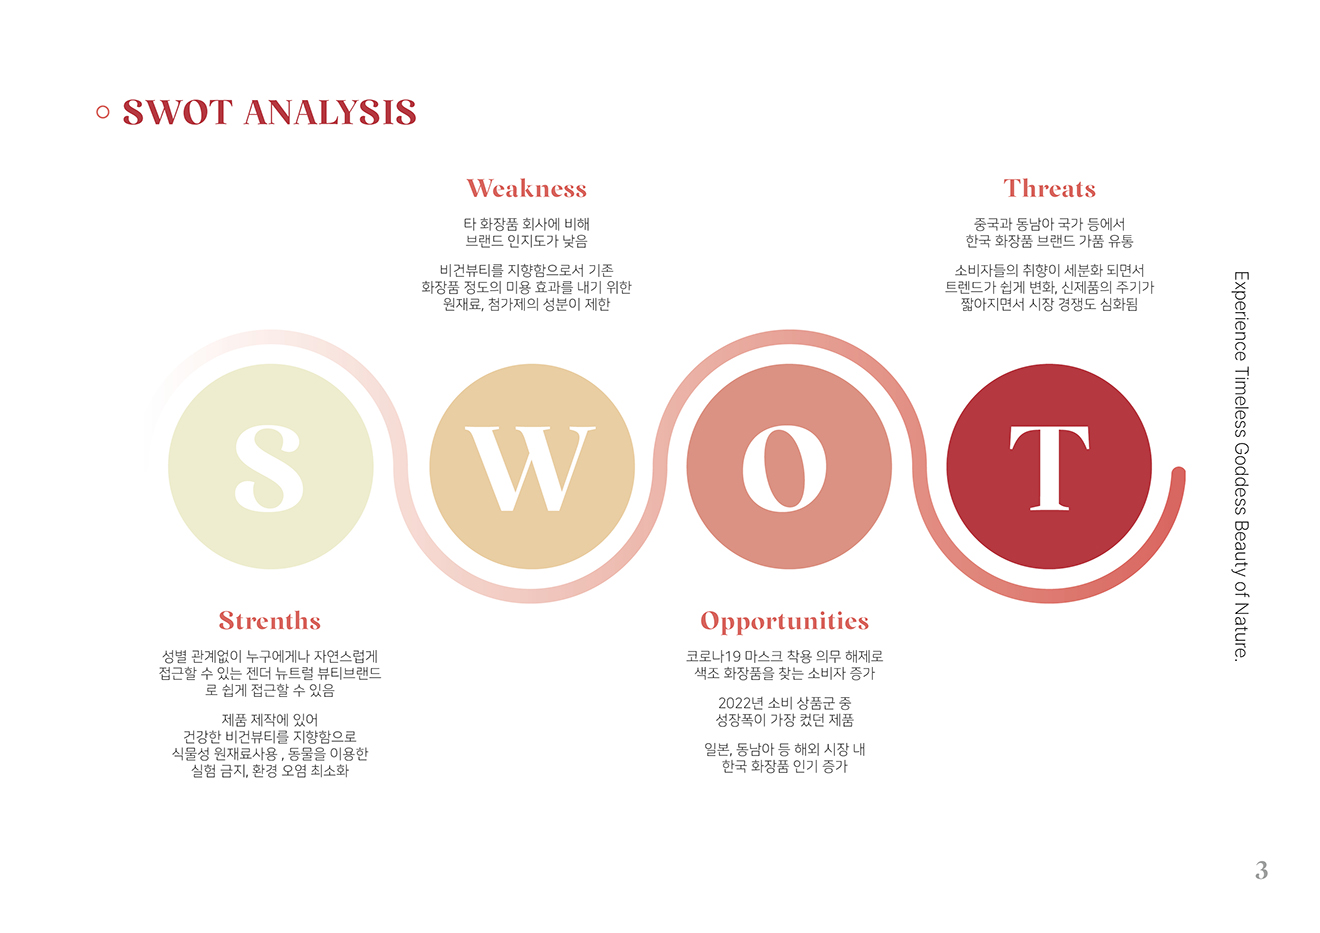 SWOT ANALYSIS
Weakness
타 화장품 회사에 비해
브랜드 인지도가 낮음
비건뷰티를 지향함으로서 기존
화장품 정도의 미용 효과를 내기 위한
원재료, 첨가제의 성분이 제한
Threats
중국과 동남아 국가 등에서
한국 화장품 브랜드 가품 유통
소비자들의 취향이 세분화 되면서
트렌드가 쉽게 변화, 신제품의 주기가
짧아지면서 시장 경쟁도 심화됨
S
W
O
T
Strenths
성별 관계없이 누구에게나 자연스럽게
접근할 수 있는 젠더 뉴트럴 뷰티브랜드
로 쉽게 접근할 수 있음
제품 제작에 있어
건강한 비건뷰티를 지향함으로
식물성 원재료사용 , 동물을 이용한
실험 금지, 환경 오염 최소화
Opportunities
코로나19 마스크 착용 의무 해제로
색조 화장품을 찾는 소비자 증가
2022년 소비 상품군 중
성장폭이 가장 컸던 제품
일본, 동남아 등 해외 시장 내
한국 화장품 인기 증가
Experience Timeless Goddess Beauty of Nature.
3